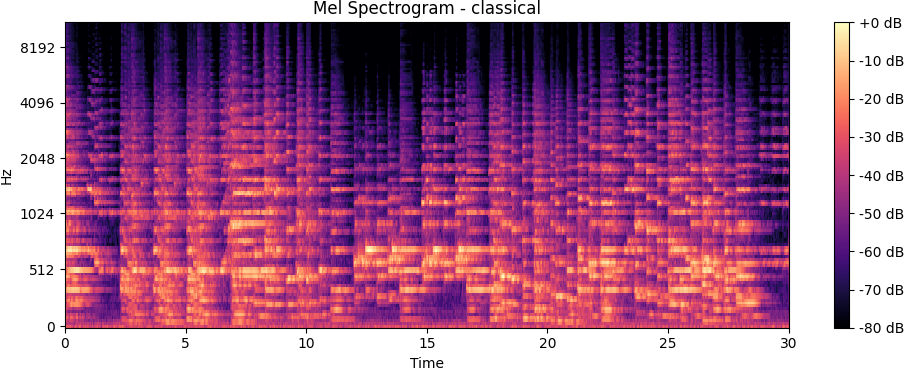 Mel Spectrogram - classical
Hz
8192
4096
2048
1024
512
0
0 5 10 15 20 25 30
Time
+0 dB
-10 dB
-20 dB
-30 dB
-40 dB
-50 dB
-60 dB
-70 dB
-80 dB